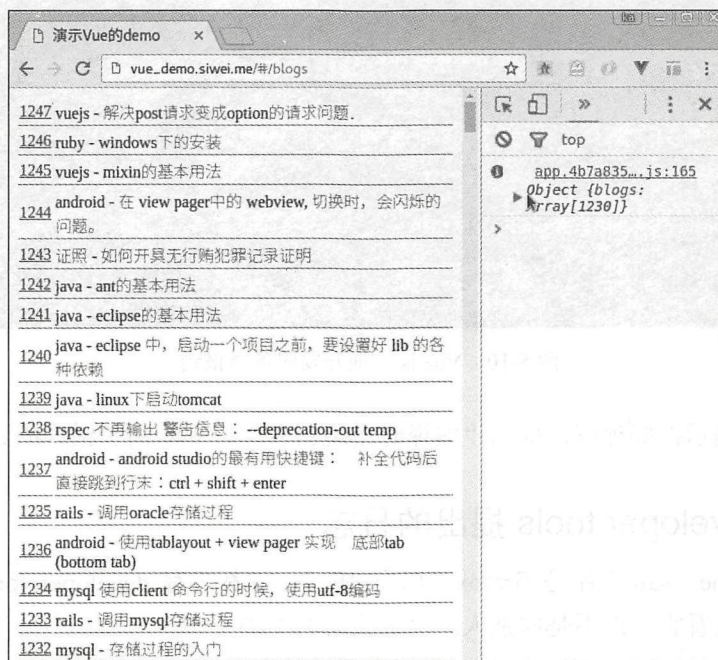 演示Vue的demo
vue_demo.siwei.me/#/blogs
1247 vuejs - 解决post请求变成option的请求问题.
1246 ruby - windows下的安装
1245 vuejs - mixin的基本用法
1244 android - 在 view pager中的 webview, 切换时，会闪烁的
问题。
1243 证照 - 如何开具无行贿犯罪记录证明
1242 java - ant的基本用法
1241 java - eclipse的基本用法
1240 java - eclipse 中，启动一个项目之前，要设置好 lib 的各
种依赖
1239 java - linux下启动tomcat
1238 rspec 不再输出 警告信息： --deprecation-out temp
1237 android - android studio的最有用快捷键： 补全代码后
直接跳到行末：ctrl + shift + enter
1235 rails - 调用oracle存储过程
1236 android - 使用tablayout + view pager 实现 底部tab
(bottom tab)
1234 mysql 使用client 命令行的时候，使用utf-8编码
1233 rails - 调用mysql存储过程
1232 mysql - 存储过程的入门
top
app.4b7a835….js:165
Object {blogs:
Array[1230]}